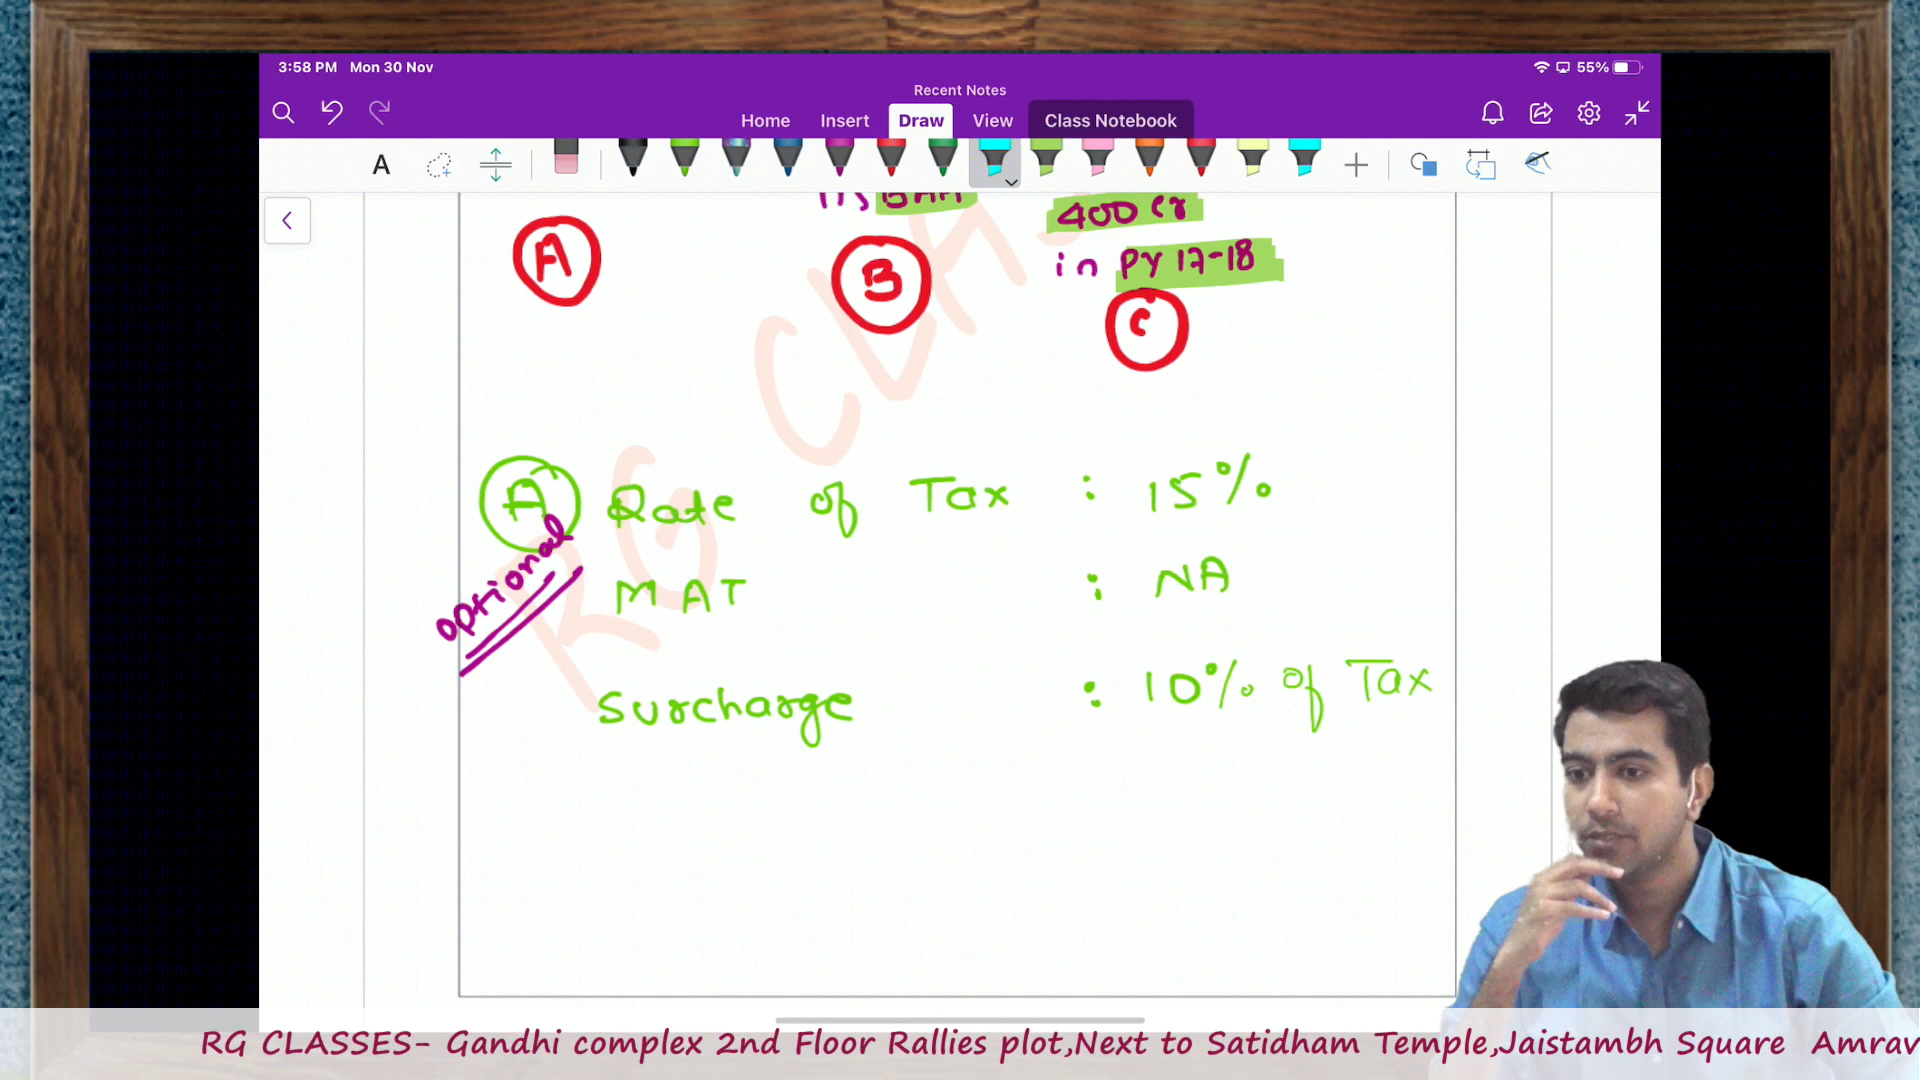 3:58 PM Mon 30 Nov
55%
Recent Notes
Home Insert Draw View Class Notebook
A
400 Cr
in PY 17-18
A
B
C
RG
A Rate of Tax : 15%
optional
MAT : NA
Surcharge : 10% of Tax
RG CLASSES- Gandhi complex 2nd Floor Rallies plot,Next to Satidham Temple,Jaistambh Square Amrav